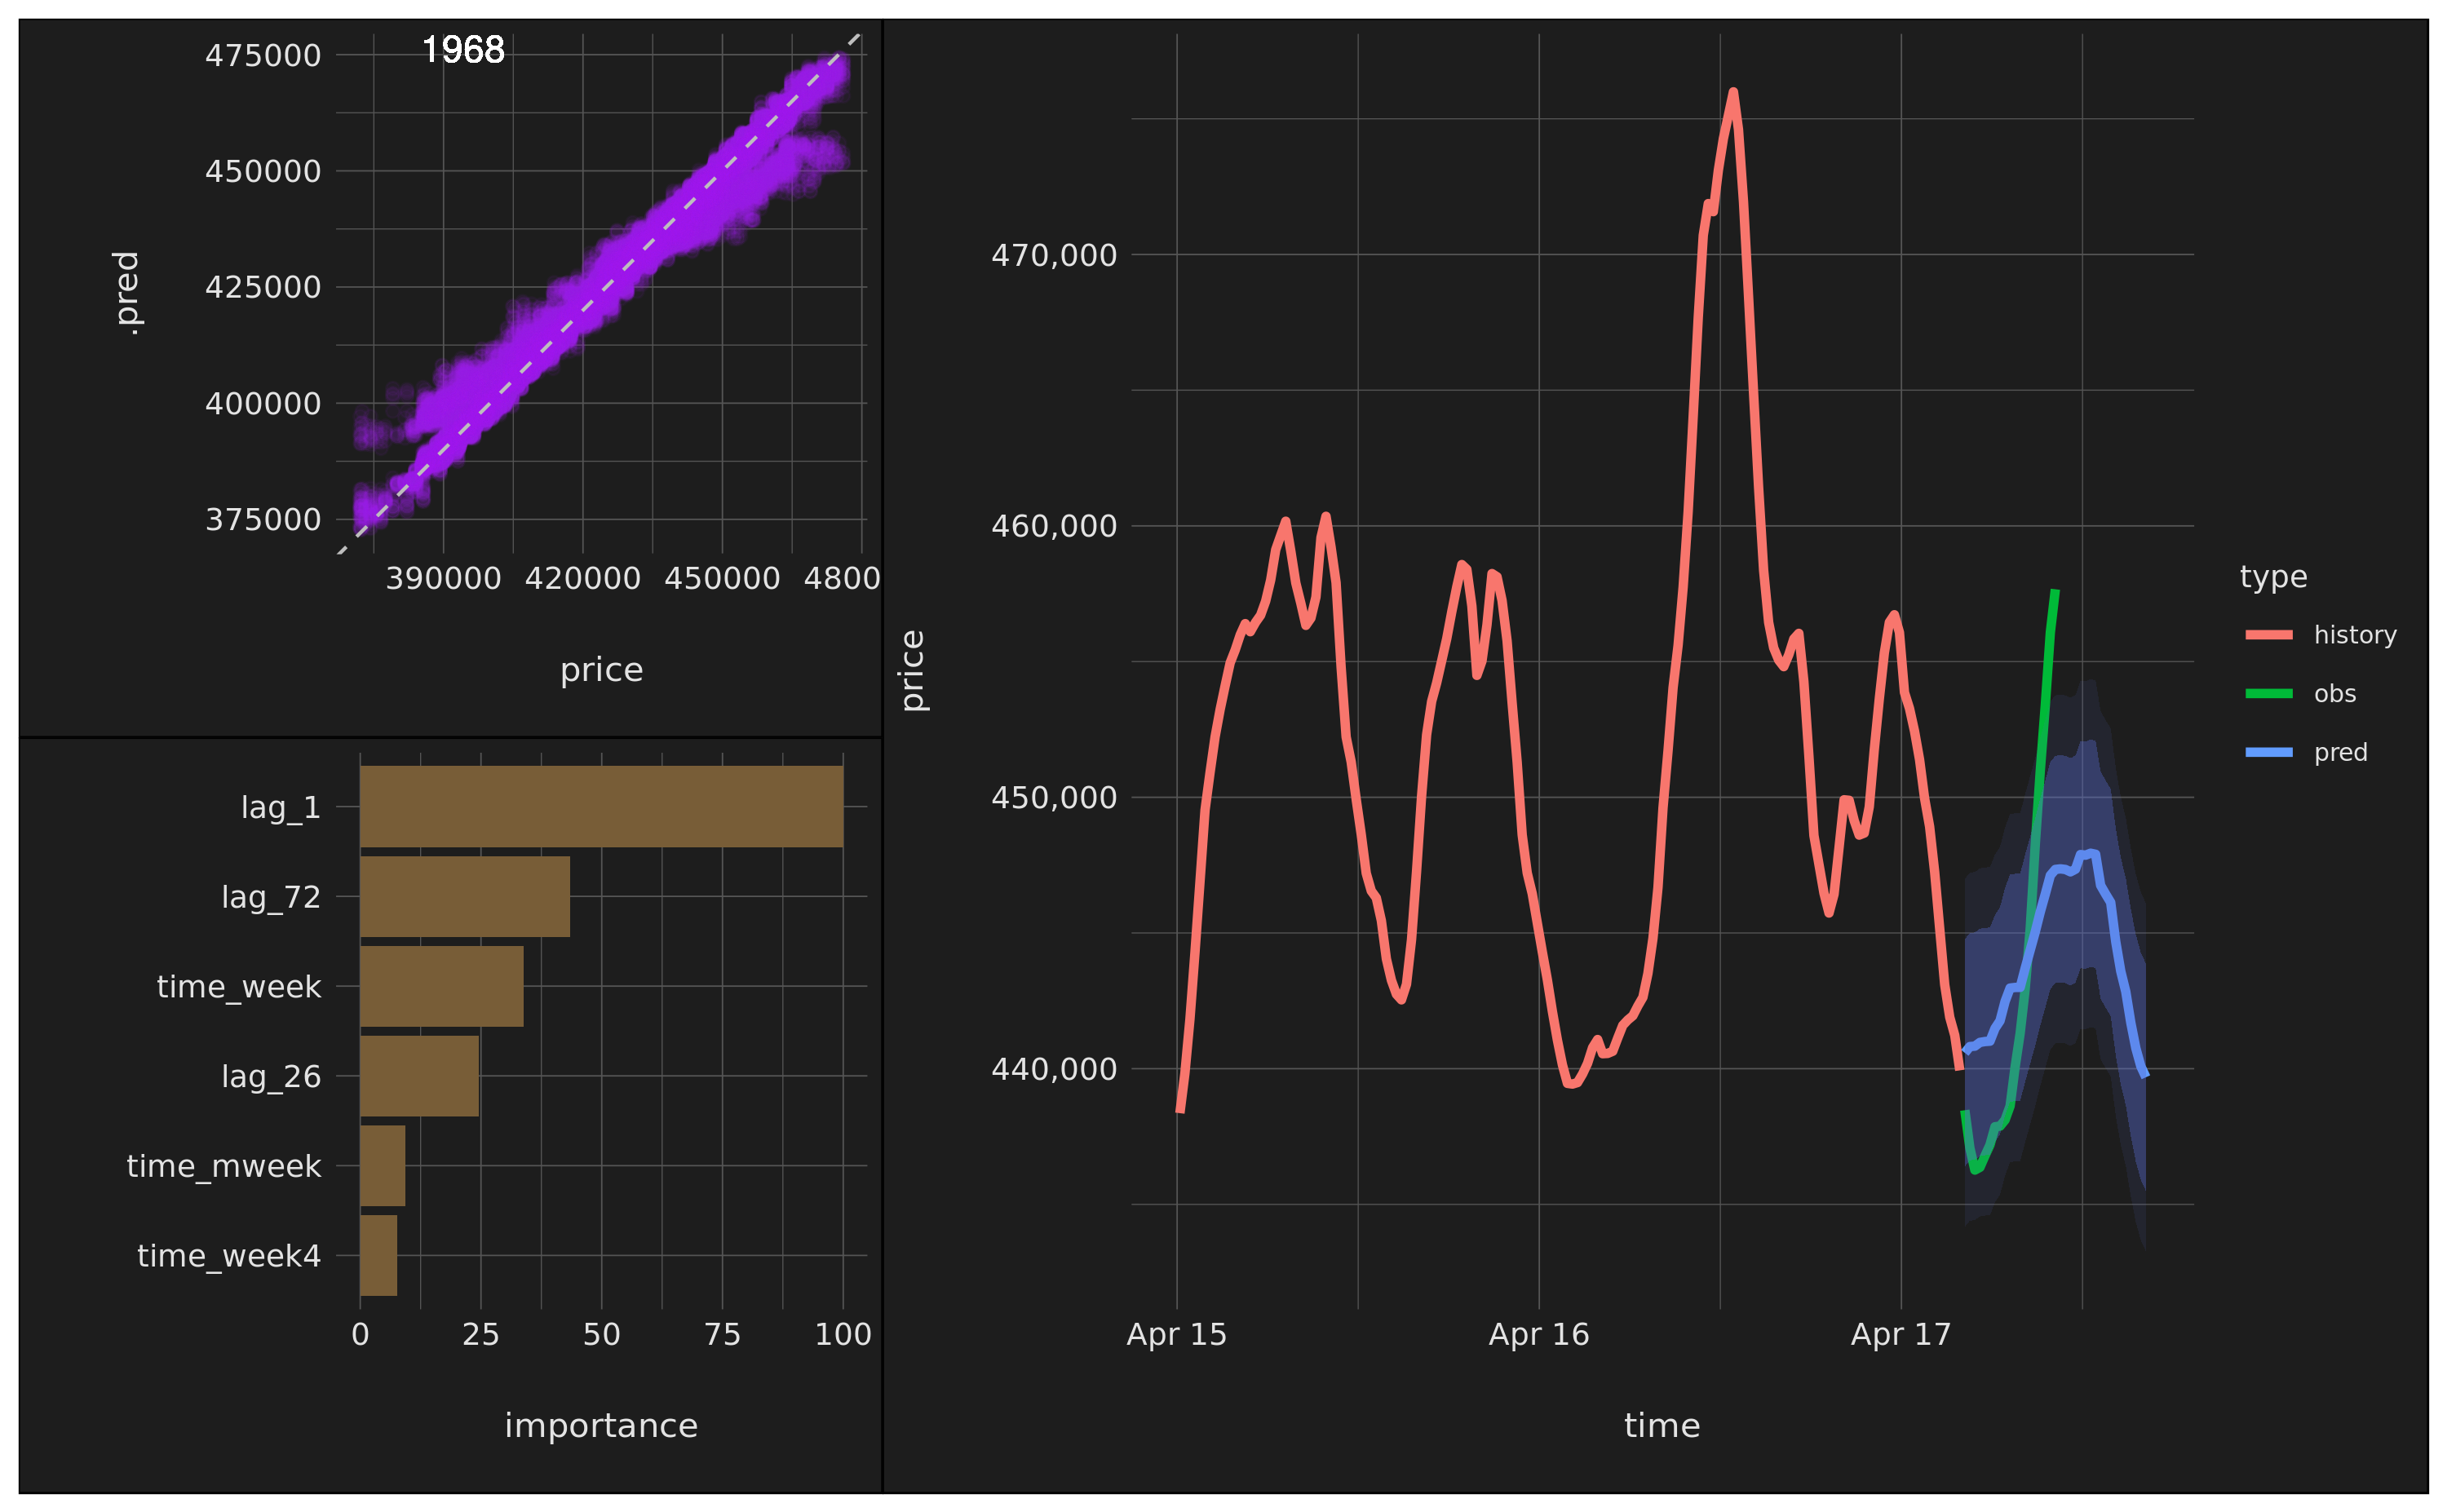 1968
475000
450000
425000
400000
375000
.pred
390000 420000 450000 4800
price
lag_1
lag_72
time_week
lag_26
time_mweek
time_week4
0 25 50 75 100
importance
470,000
460,000
450,000
440,000
price
Apr 15 Apr 16 Apr 17
time
type
history
obs
pred